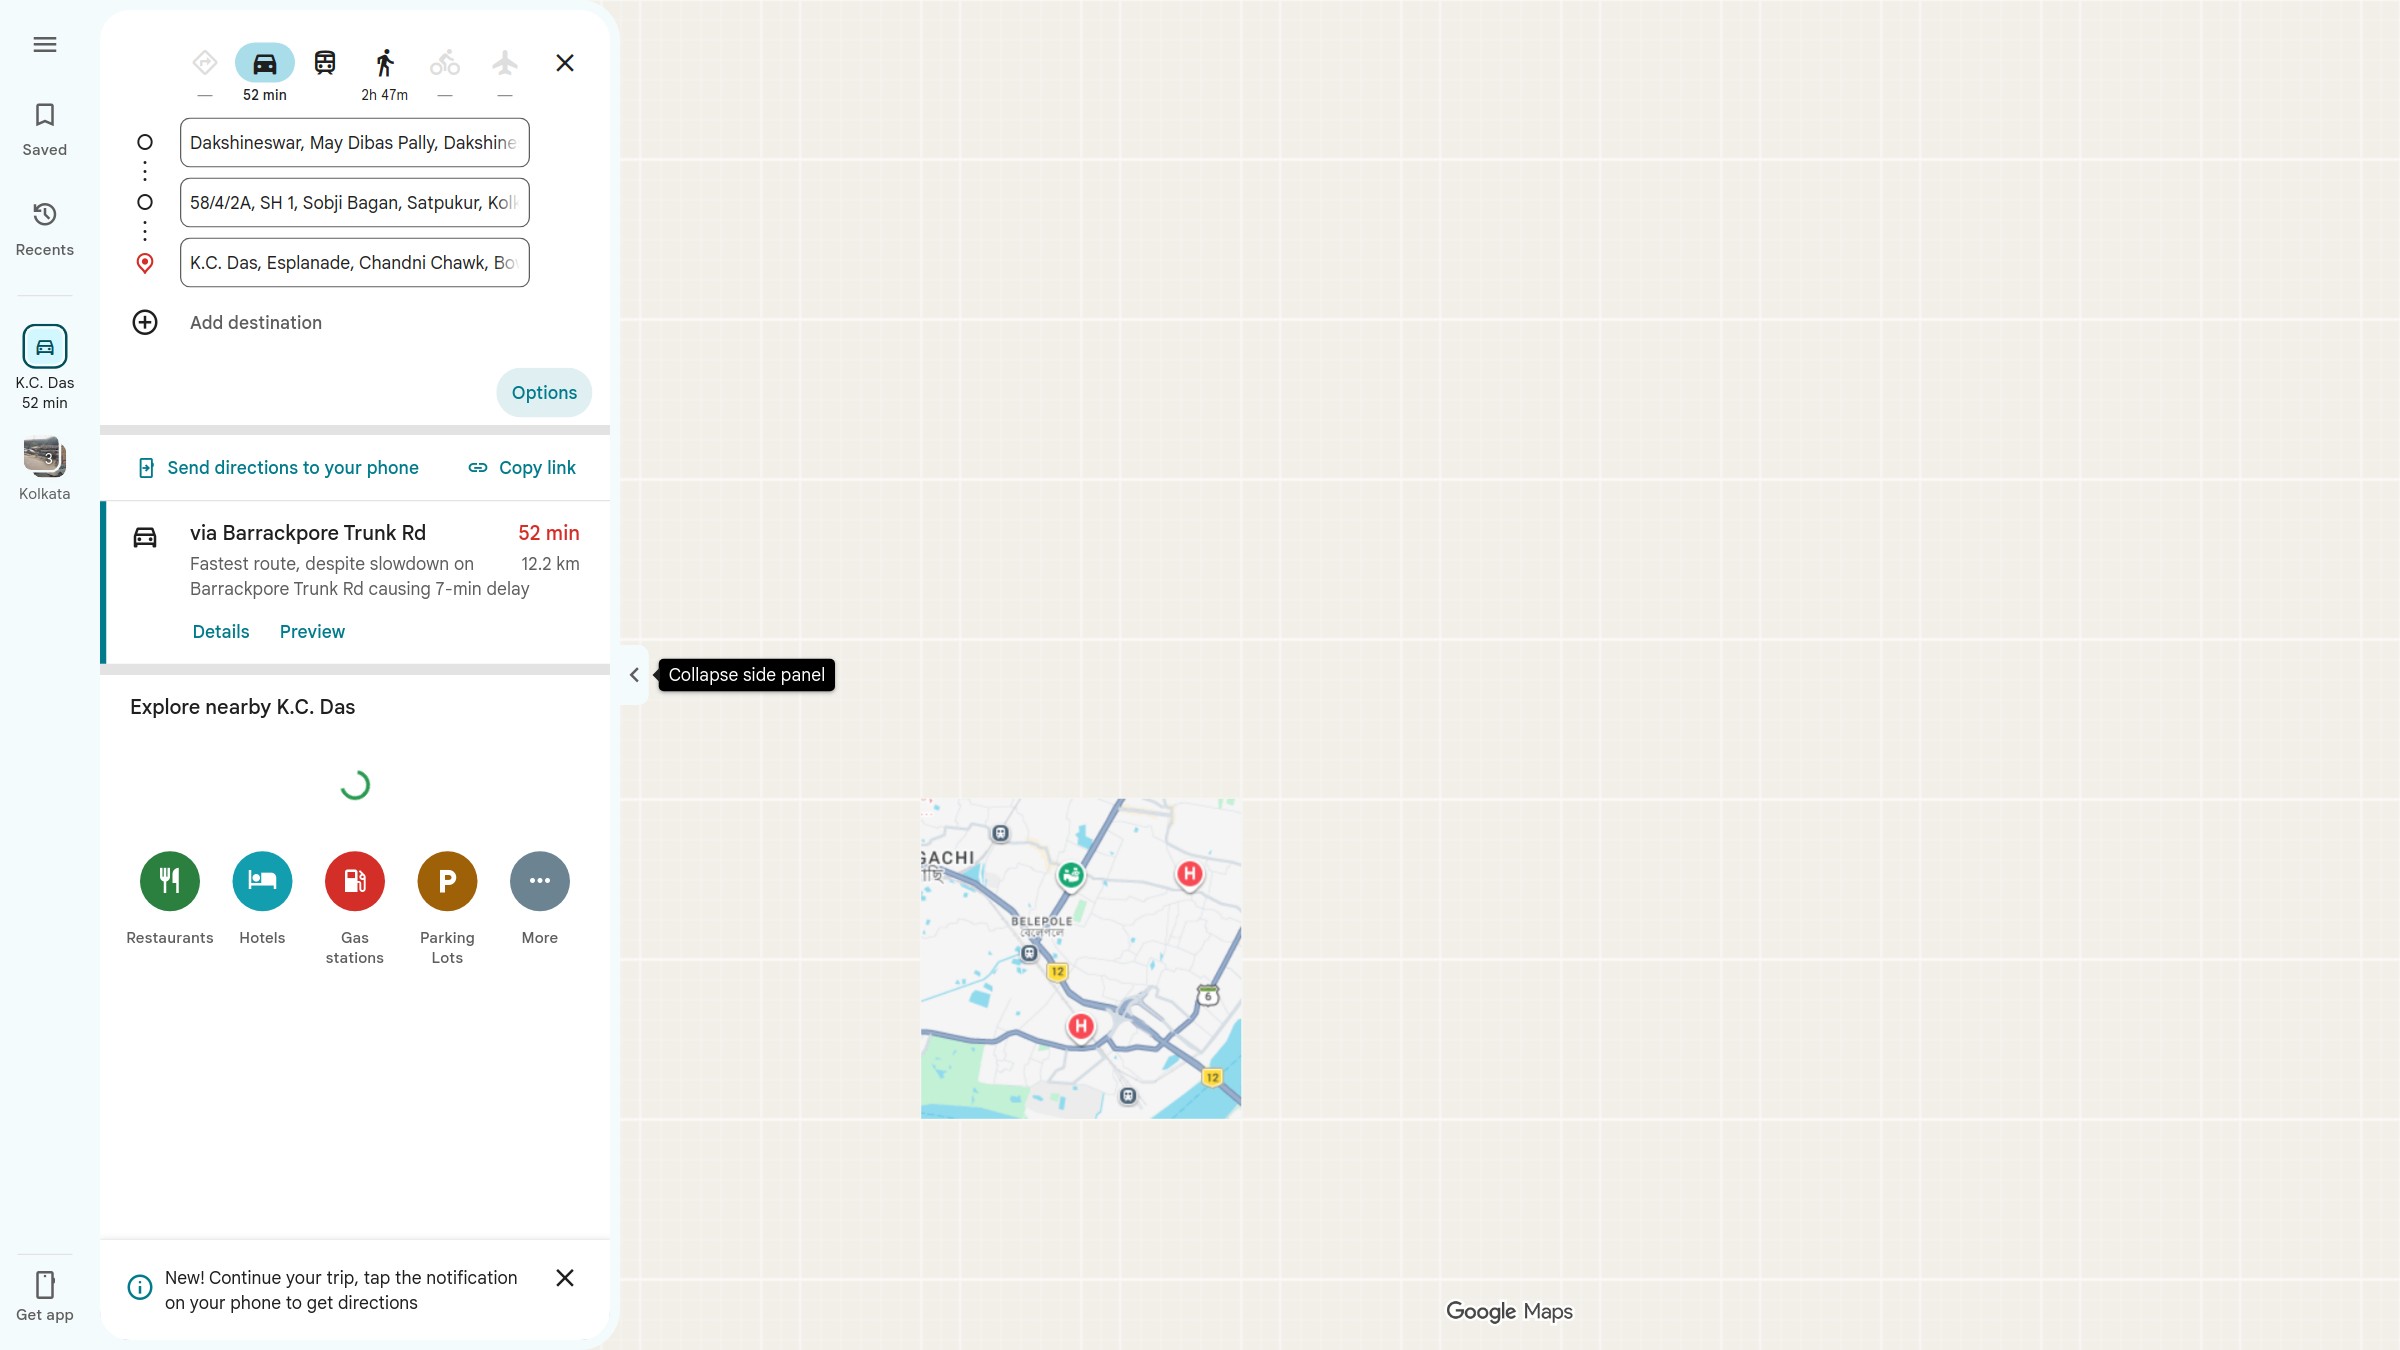 52 min
2h 47m
Saved
Recents
K.C. Das
52 min
3
Kolkata
Get app
Dakshineswar, May Dibas Pally, Dakshine
58/4/2A, SH 1, Sobji Bagan, Satpukur, Kolk
K.C. Das, Esplanade, Chandni Chawk, Bow
Add destination
Options
Send directions to your phone
Copy link
via Barrackpore Trunk Rd
52 min
Fastest route, despite slowdown on
12.2 km
Barrackpore Trunk Rd causing 7-min delay
Details
Preview
Collapse side panel
Explore nearby K.C. Das
Restaurants
Hotels
P
Gas
stations
Parking
Lots
More
New! Continue your trip, tap the notification
on your phone to get directions
GACHI
H
BELEPOLE
বেলেপোল
12
6
H
12
Google Maps